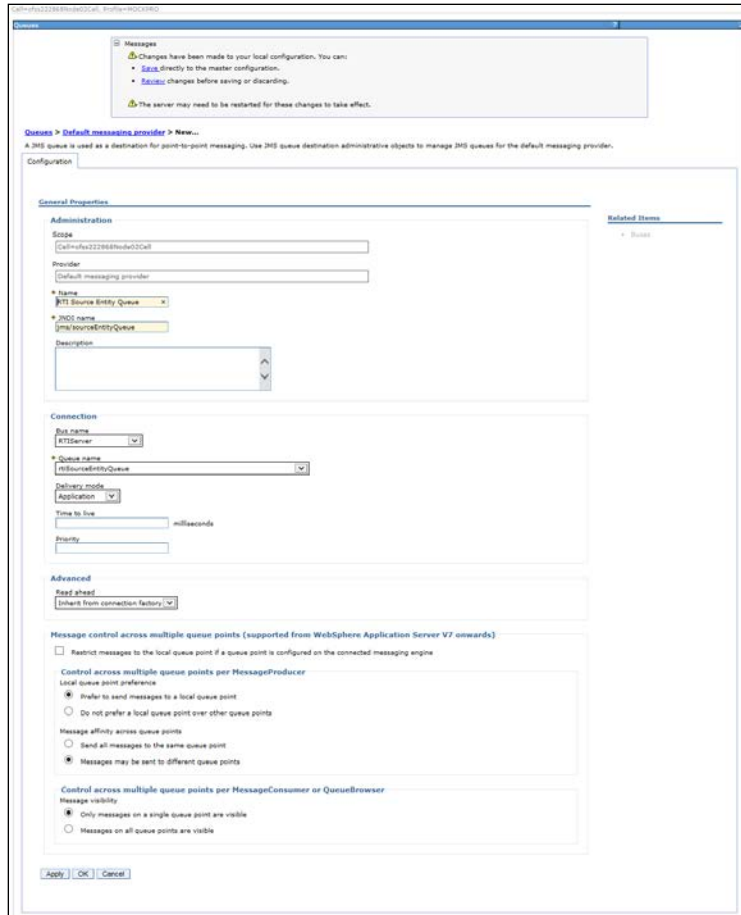 Cell=ofss222868Node02Cell, Profile=MOCKPRO
Queues
?
Messages
Changes have been made to your local configuration. You can:
Save directly to the master configuration.
Review changes before saving or discarding.
The server may need to be restarted for these changes to take effect.
Queues > Default messaging provider > New...
A JMS queue is used as a destination for point-to-point messaging. Use JMS queue destination administrative objects to manage JMS queues for the default messaging provider.
Configuration
General Properties
Administration
Scope
Cell=ofss222868Node02Cell
Provider
Default messaging provider
* Name
RTI Source Entity Queue ×
* JNDI name
jms/sourceEntityQueue
Description
Connection
Bus name
RTIServer
* Queue name
rtiSourceEntityQueue
Delivery mode
Application
Time to live
milliseconds
Priority
Advanced
Read ahead
Inherit from connection factory
Message control across multiple queue points (supported from WebSphere Application Server V7 onwards)
Restrict messages to the local queue point if a queue point is configured on the connected messaging engine
Control across multiple queue points per MessageProducer
Local queue point preference
Prefer to send messages to a local queue point
Do not prefer a local queue point over other queue points
Message affinity across queue points
Send all messages to the same queue point
Messages may be sent to different queue points
Control across multiple queue points per MessageConsumer or QueueBrowser
Message visibility
Only messages on a single queue point are visible
Messages on all queue points are visible
Apply OK Cancel
Related Items
Buses